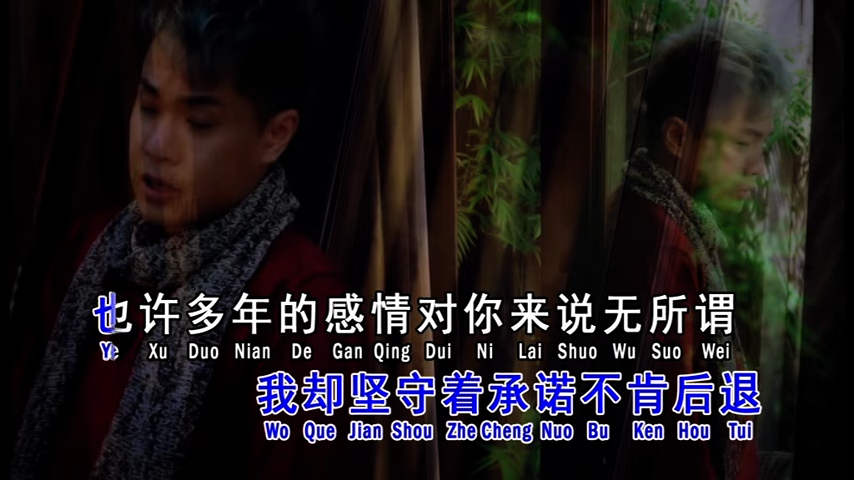 也许多年的感情对你来说无所谓
Ye Xu Duo Nian De Gan Qing Dui Ni Lai Shuo Wu Suo Wei
我却坚守着承诺不肯后退
Wo Que Jian Shou Zhe Cheng Nuo Bu Ken Hou Tui